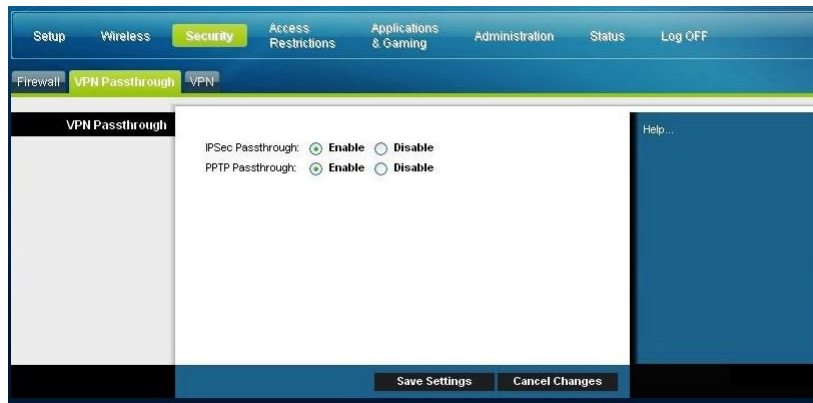 Setup Wireless Security Access Restrictions Applications & Gaming Administration Status Log OFF
Firewall VPN Passthrough VPN
VPN Passthrough
Help...
IPSec Passthrough: Enable Disable
PPTP Passthrough: Enable Disable
Save Settings Cancel Changes